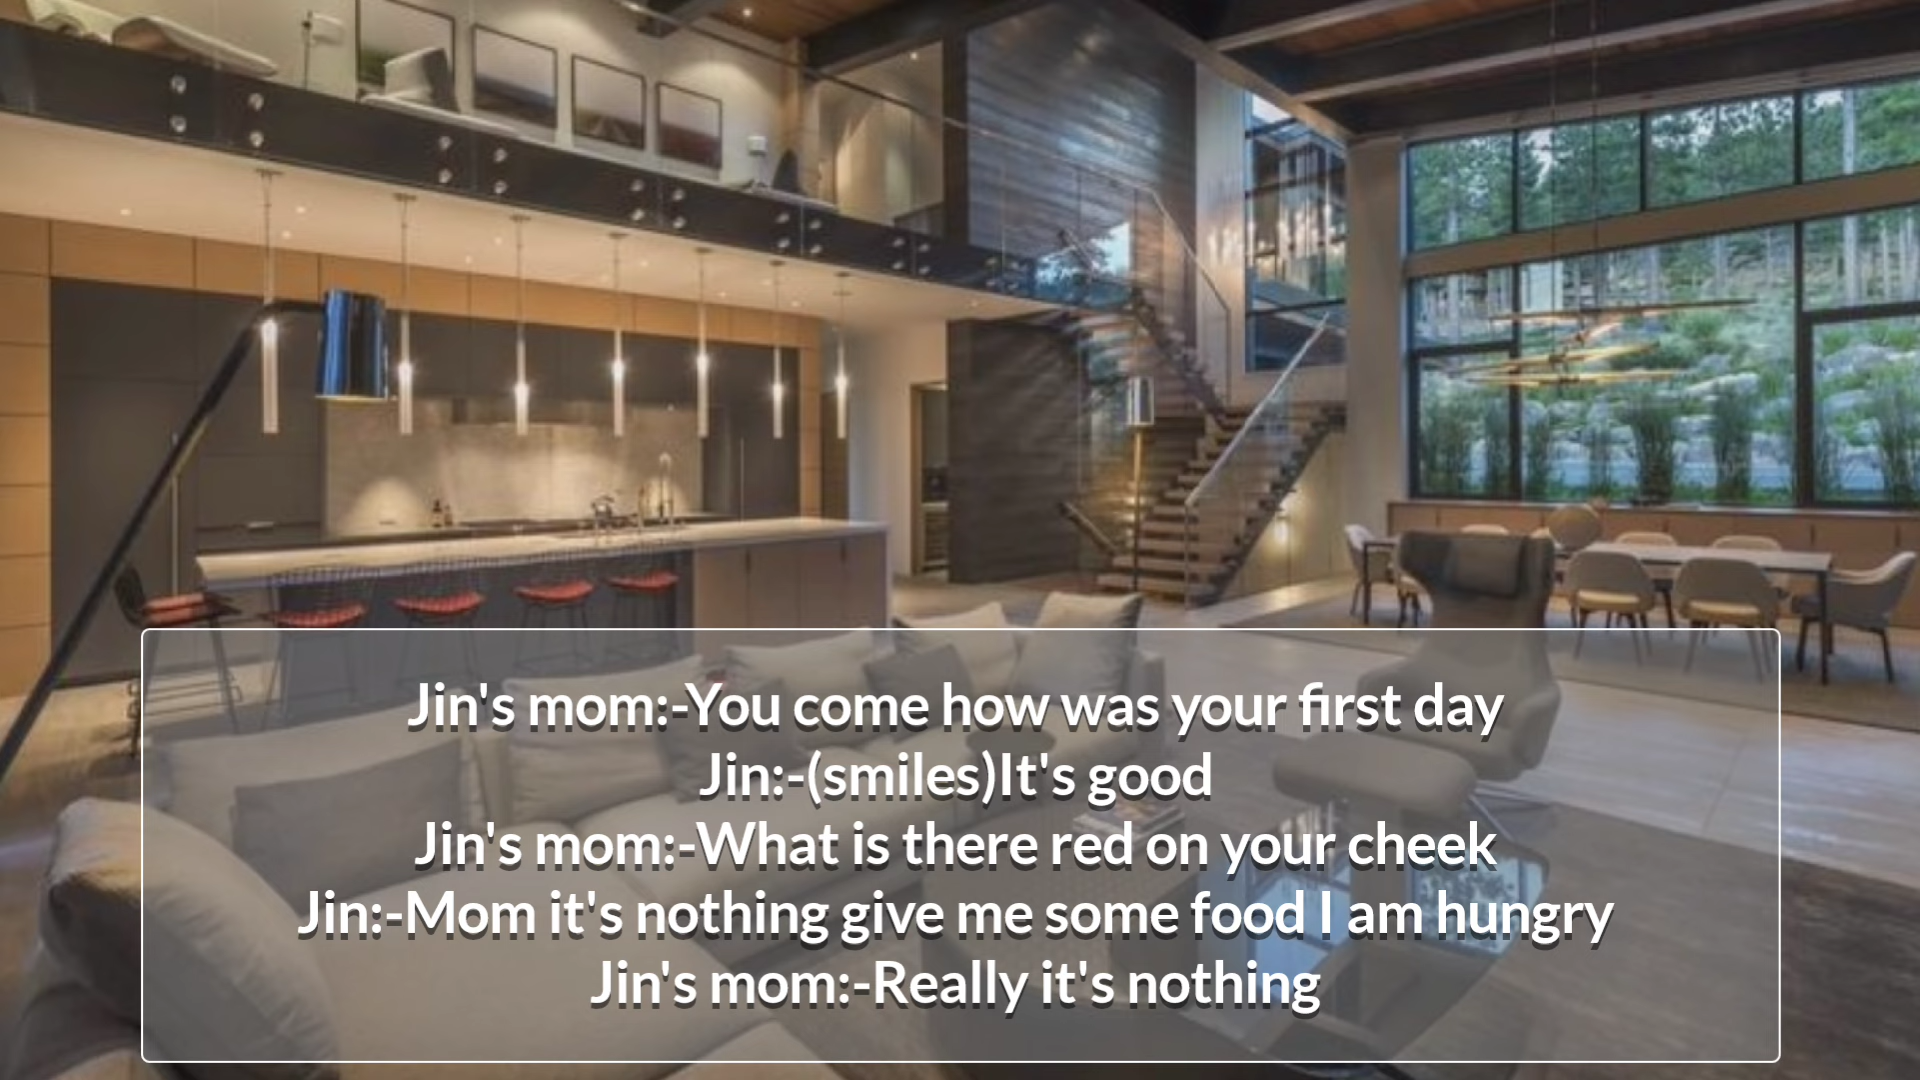 Jin's mom:-You come how was your first day
Jin:-(smiles)It's good
Jin's mom:-What is there red on your cheek
Jin:-Mom it's nothing give me some food I am hungry
Jin's mom:-Really it's nothing